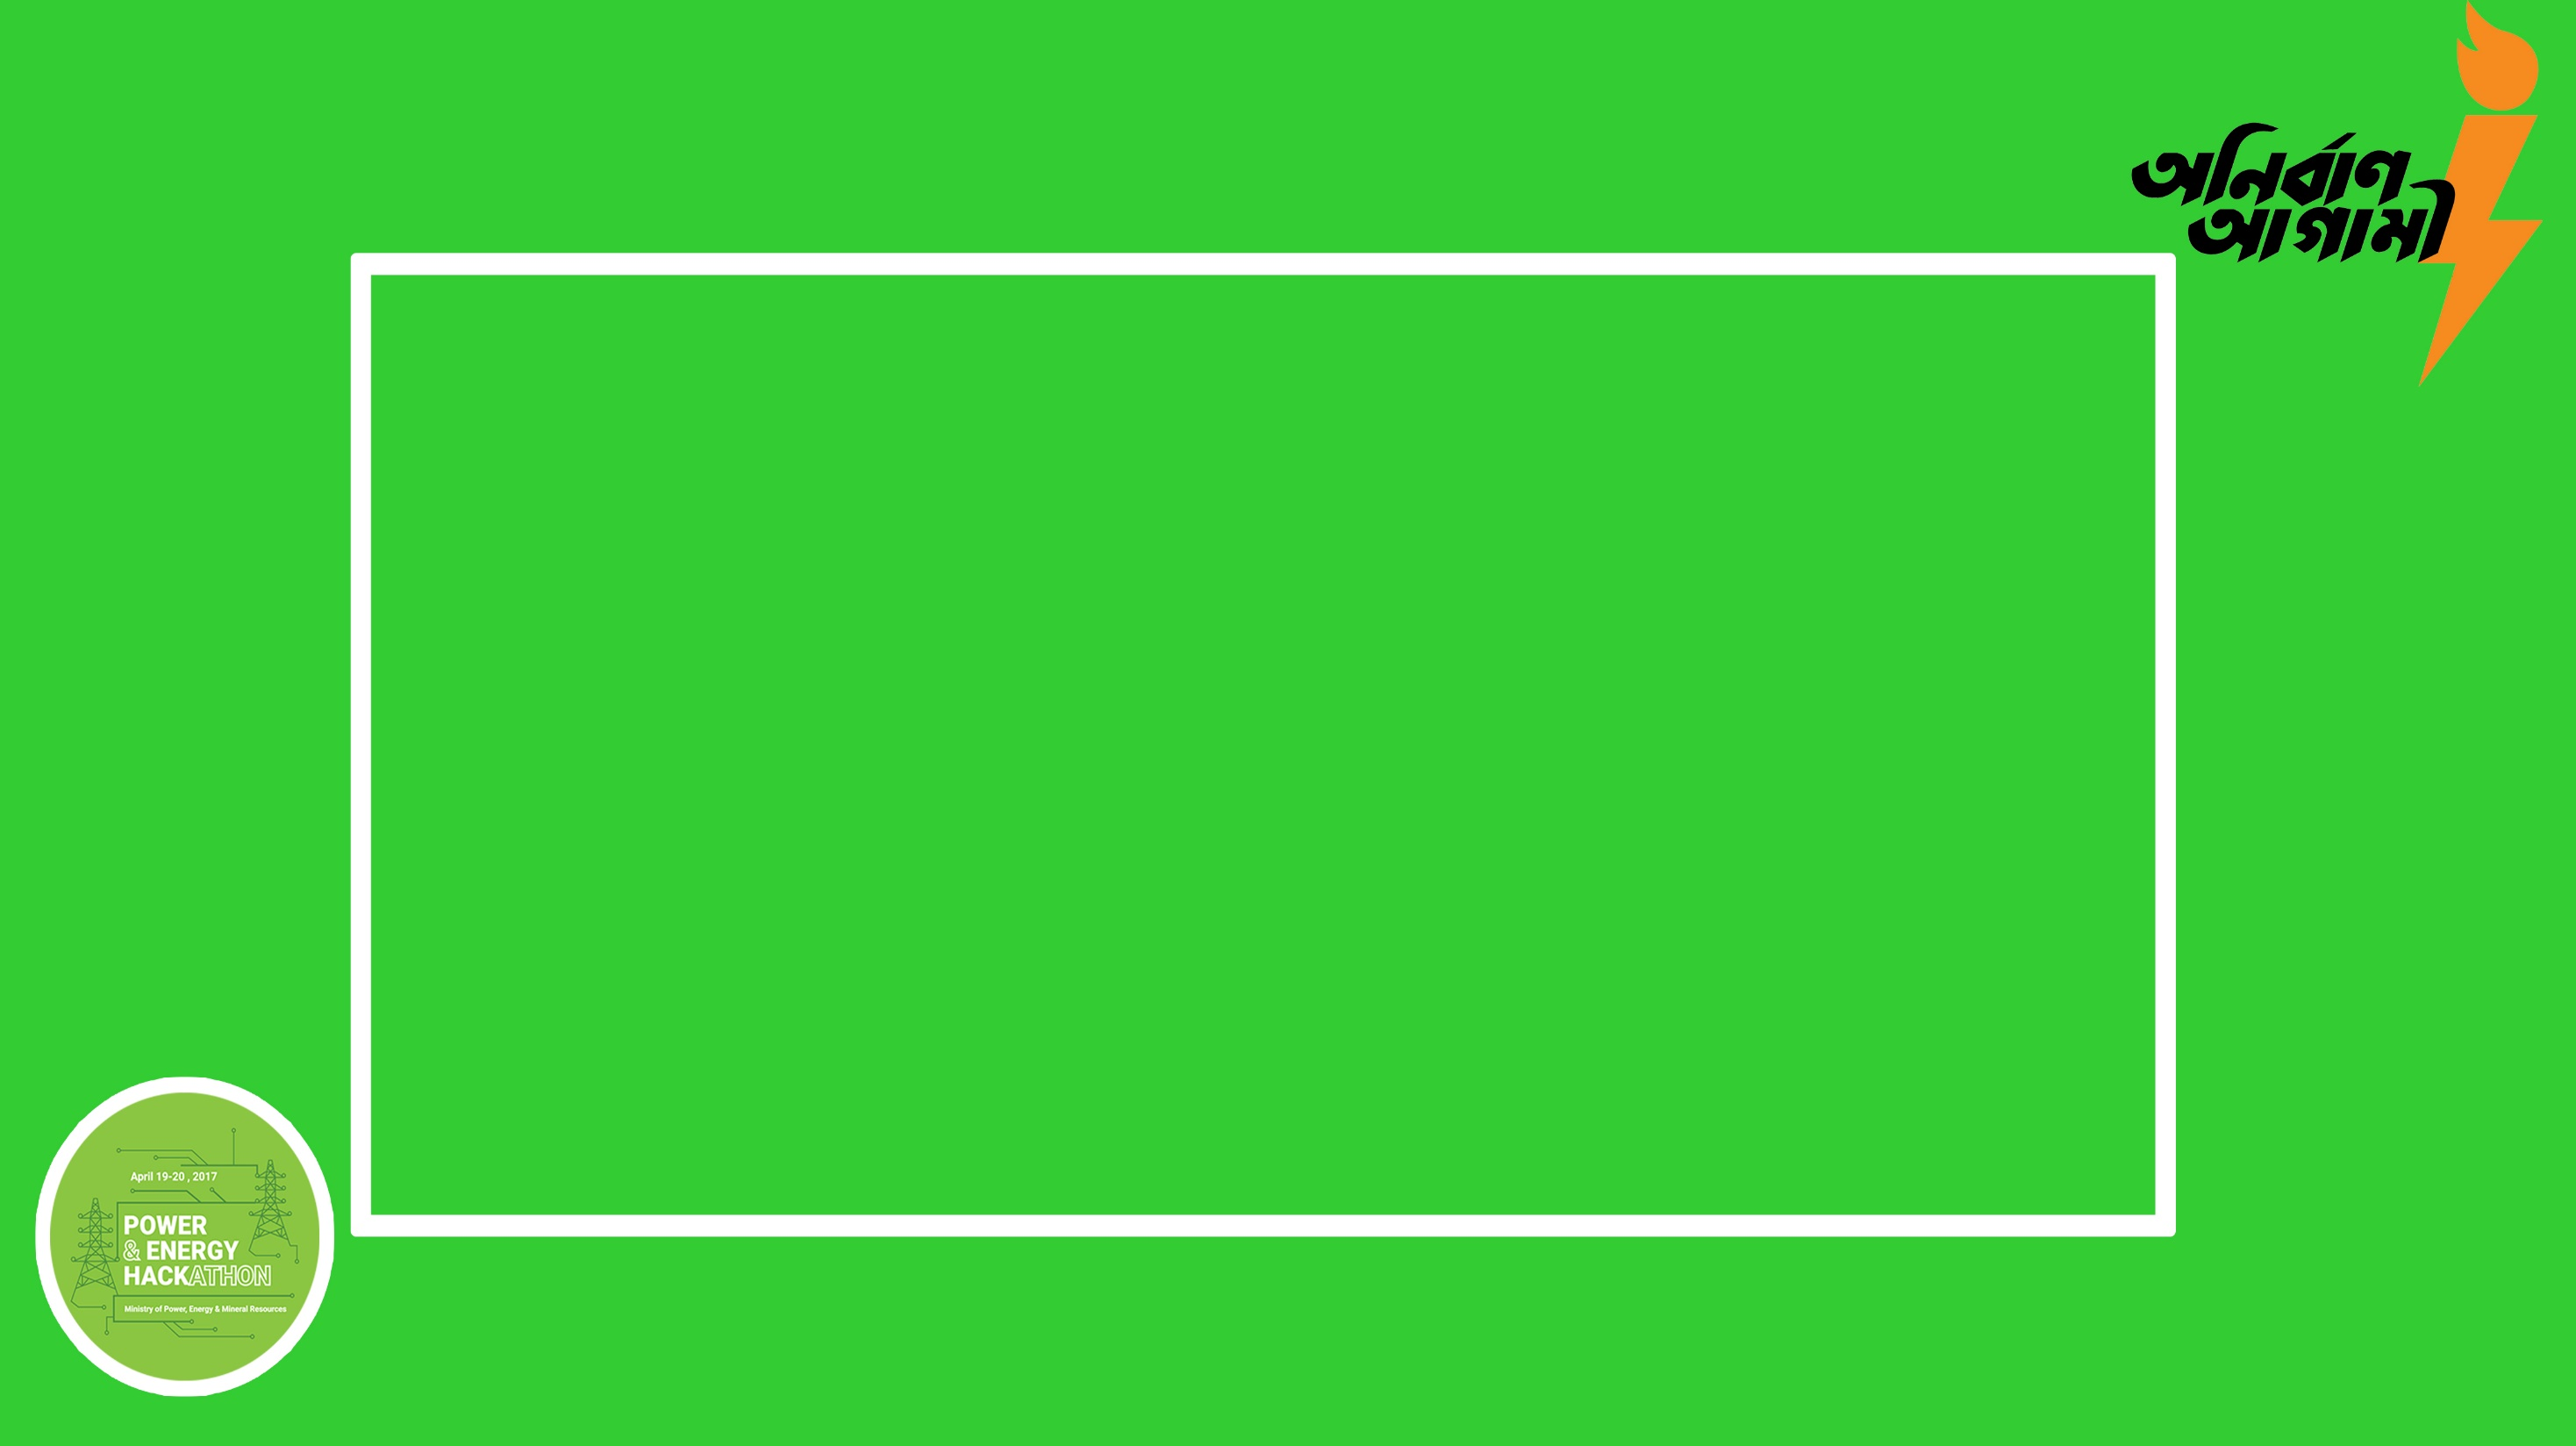 অনির্বাণ
আগামী
April 19-20 , 2017
POWER
& ENERGY
HACKATHON
Ministry of Power, Energy & Mineral Resources